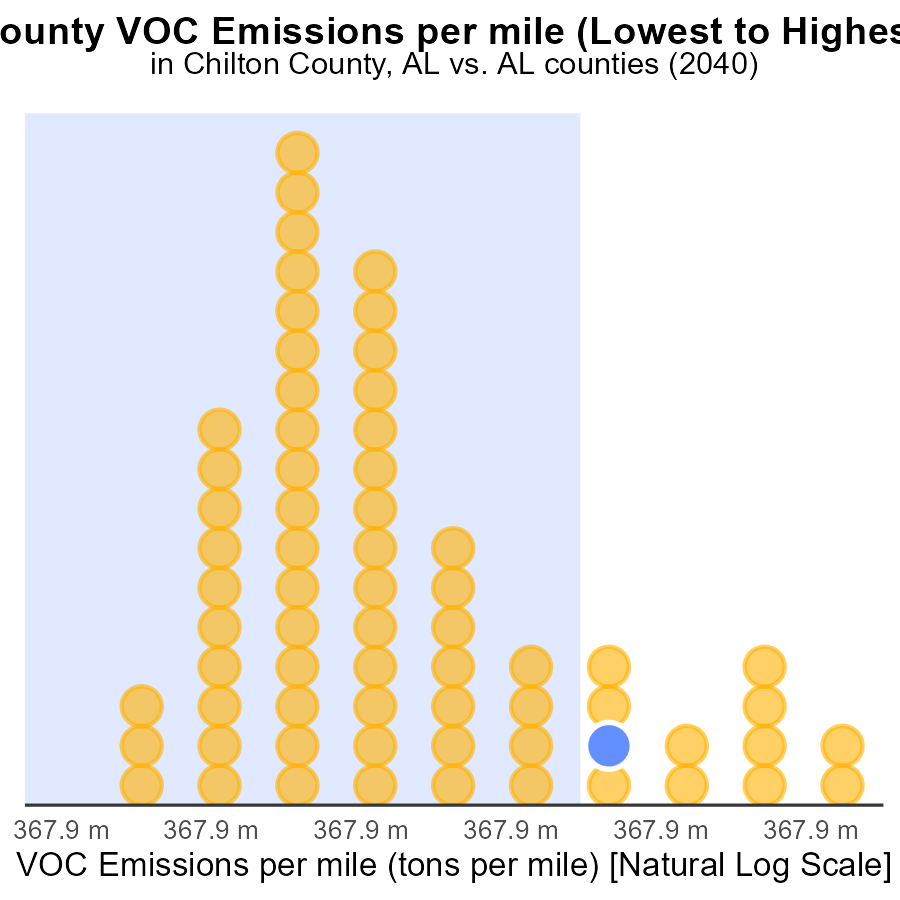 ounty VOC Emissions per mile (Lowest to Highes
in Chilton County, AL vs. AL counties (2040)
367.9 m 367.9 m 367.9 m 367.9 m 367.9 m 367.9 m
VOC Emissions per mile (tons per mile) [Natural Log Scale]